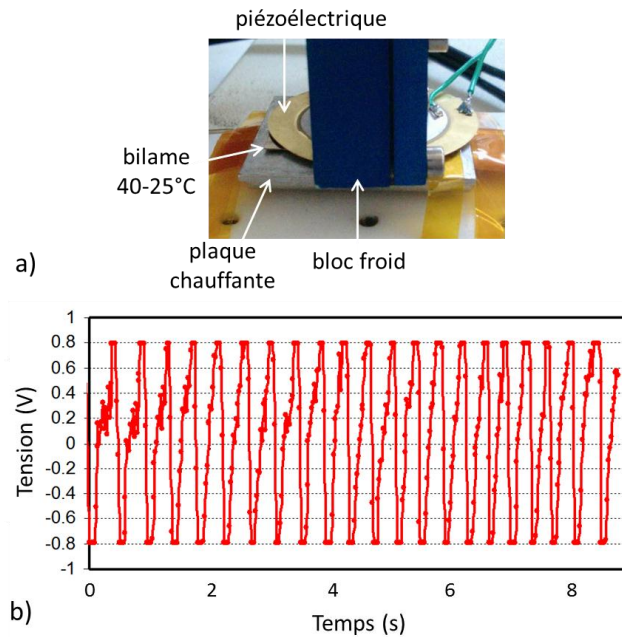 piézoélectrique
bilame
40-25°C
plaque
chauffante
bloc froid
a)
1
0.8
0.6
0.4
0.2
0
-0.2
-0.4
-0.6
-0.8
-1
Tension (V)
0 2 4 6 8
Temps (s)
b)